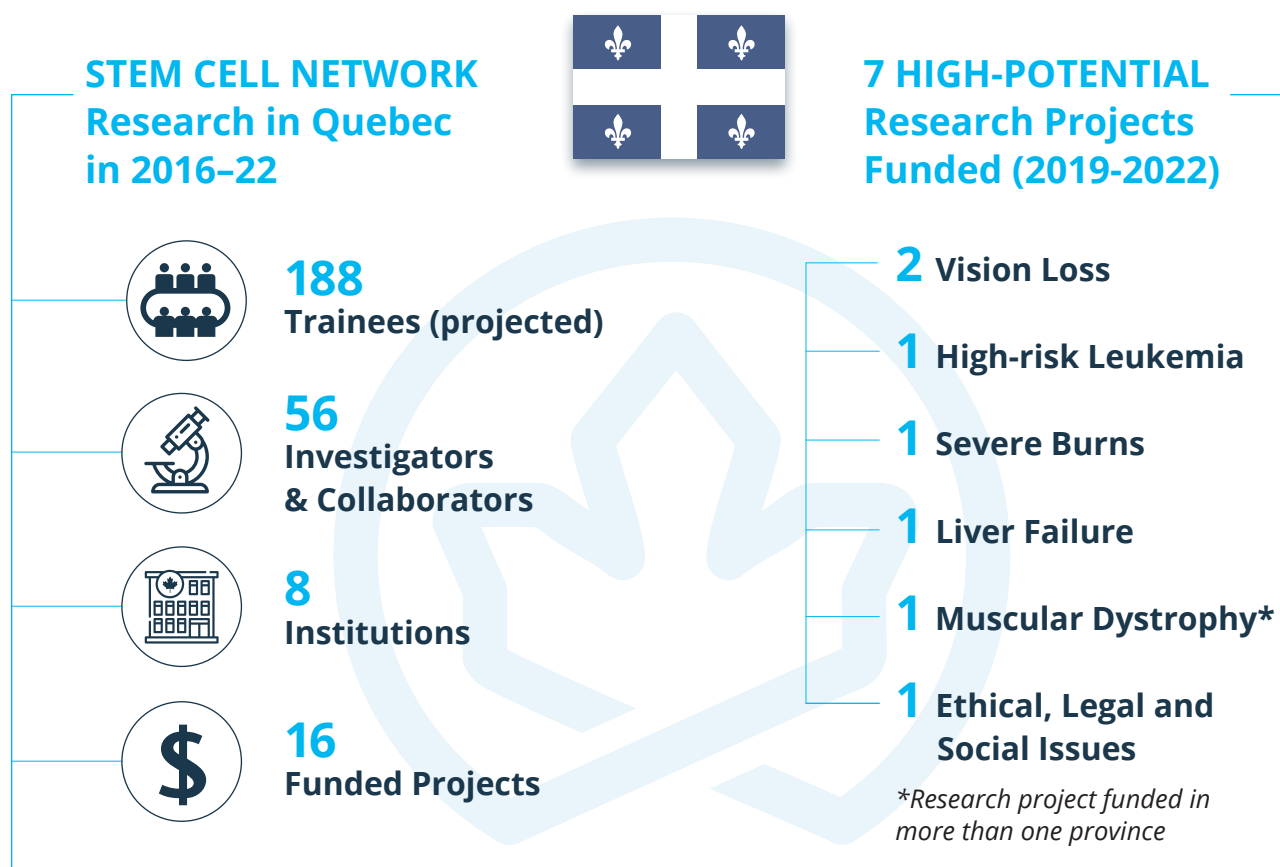 STEM CELL NETWORK
Research in Quebec
in 2016–22
188
Trainees (projected)
56
Investigators
& Collaborators
8
Institutions
16
Funded Projects
7 HIGH-POTENTIAL
Research Projects
Funded (2019-2022)
2 Vision Loss
1 High-risk Leukemia
1 Severe Burns
1 Liver Failure
1 Muscular Dystrophy*
1 Ethical, Legal and
Social Issues
*Research project funded in
more than one province